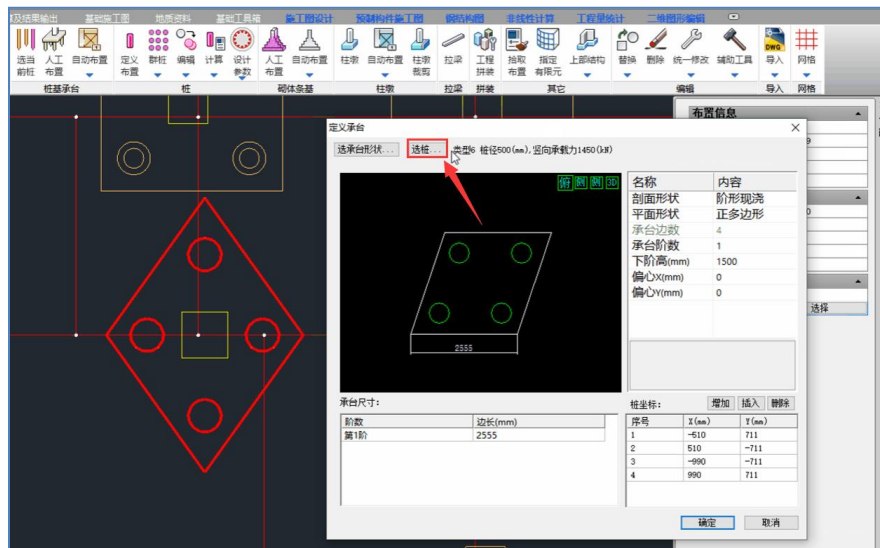 算及结果输出 基础施工图 地质资料 基础工具箱 施工图设计 预制构件施工图 钢结构图 非线性计算 工程量统计 二维图形编辑
选当前桩 人工布置 自动布置 定义布置 群桩 编辑 计算 设计参数 人工布置 自动布置 柱墩 自动布置 柱墩裁剪 拉梁 工程拼装 抽取布置 指定有限元 上部结构 替换 删除 统一修改 辅助工具 导入 网格
桩基承台 桩 砌体条基 柱墩 拉梁 拼装 其它 编辑 导入 网格
DWG
布置信息
定义承台
选承台形状... 选桩... 类型6 桩径500(mm),竖向承载力1450(kN)
俯 侧 侧 3D
名称 内容
剖面形状 阶形现浇
平面形状 正多边形
承台边数 4
承台阶数 1
下阶高(mm) 1500
偏心X(mm) 0
偏心Y(mm) 0
选择
2555
承台尺寸:
阶数 边长(mm)
第1阶 2555
桩坐标: 增加 插入 删除
序号 X(mm) Y(mm)
1 -510 711
2 510 -711
3 -990 -711
4 990 711
确定 取消